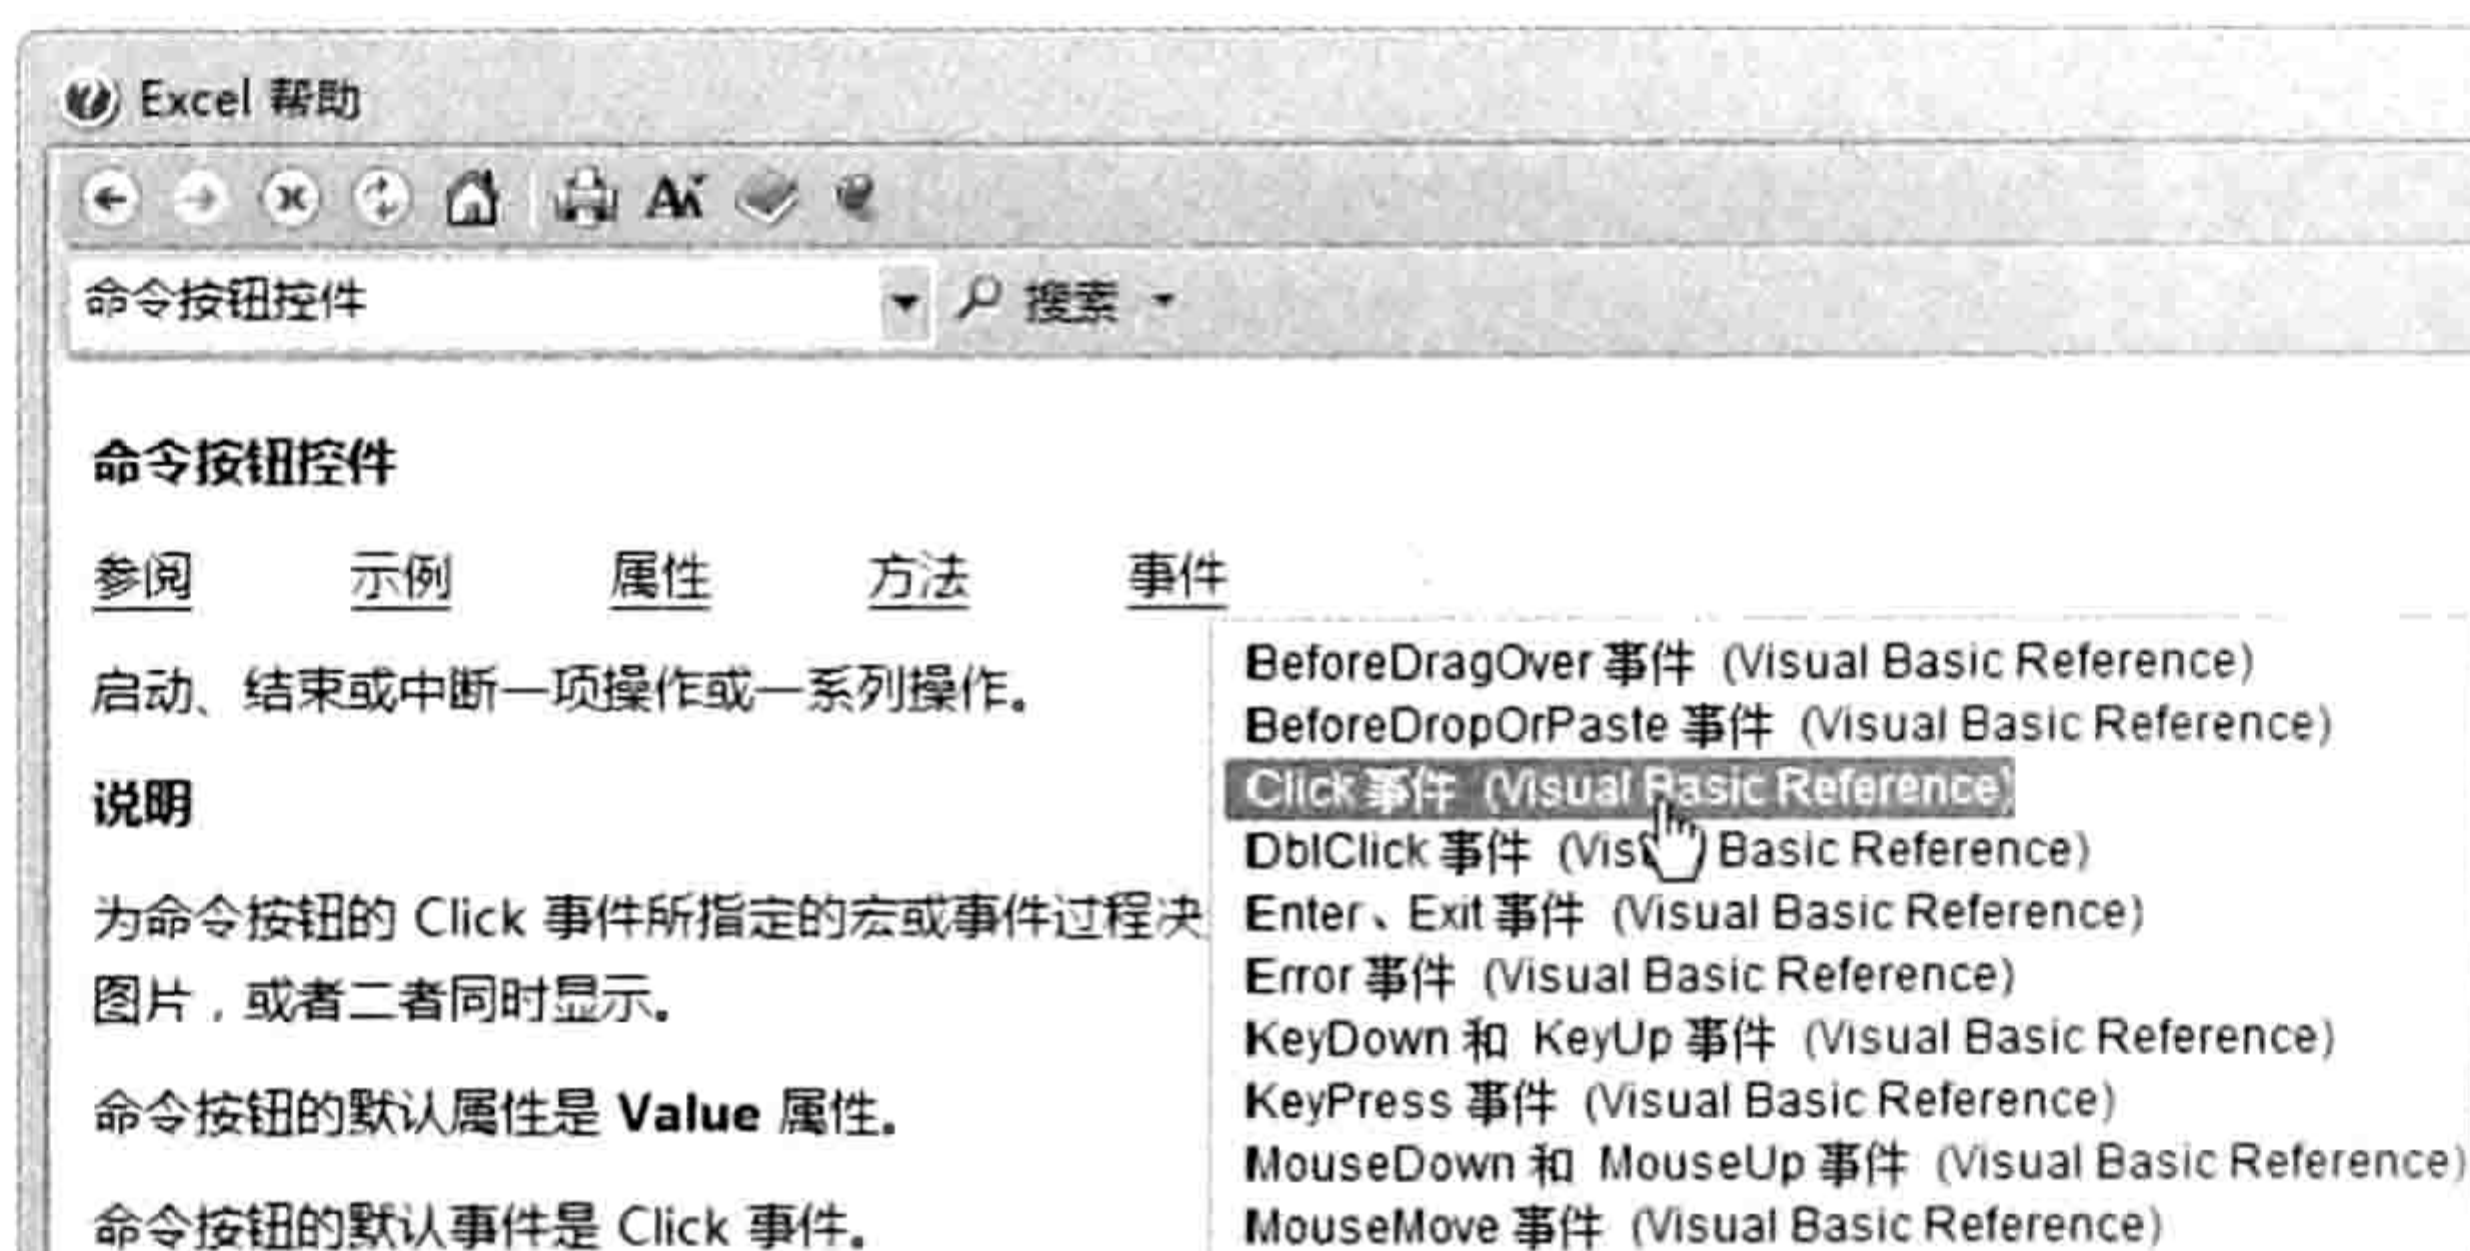 Excel 帮助
命令按钮控件 搜索
命令按钮控件
参阅 示例 属性 方法 事件
启动、结束或中断一项操作或一系列操作。
说明
为命令按钮的 Click 事件所指定的宏或事件过程决
图片，或者二者同时显示。
命令按钮的默认属性是 Value 属性。
命令按钮的默认事件是 Click 事件。
BeforeDragOver 事件 (Visual Basic Reference)
BeforeDropOrPaste 事件 (Visual Basic Reference)
Click 事件 (Visual Basic Reference)
DblClick 事件 (Vis Basic Reference)
Enter、Exit 事件 (Visual Basic Reference)
Error 事件 (Visual Basic Reference)
KeyDown 和 KeyUp 事件 (Visual Basic Reference)
KeyPress 事件 (Visual Basic Reference)
MouseDown 和 MouseUp 事件 (Visual Basic Reference)
MouseMove 事件 (Visual Basic Reference)